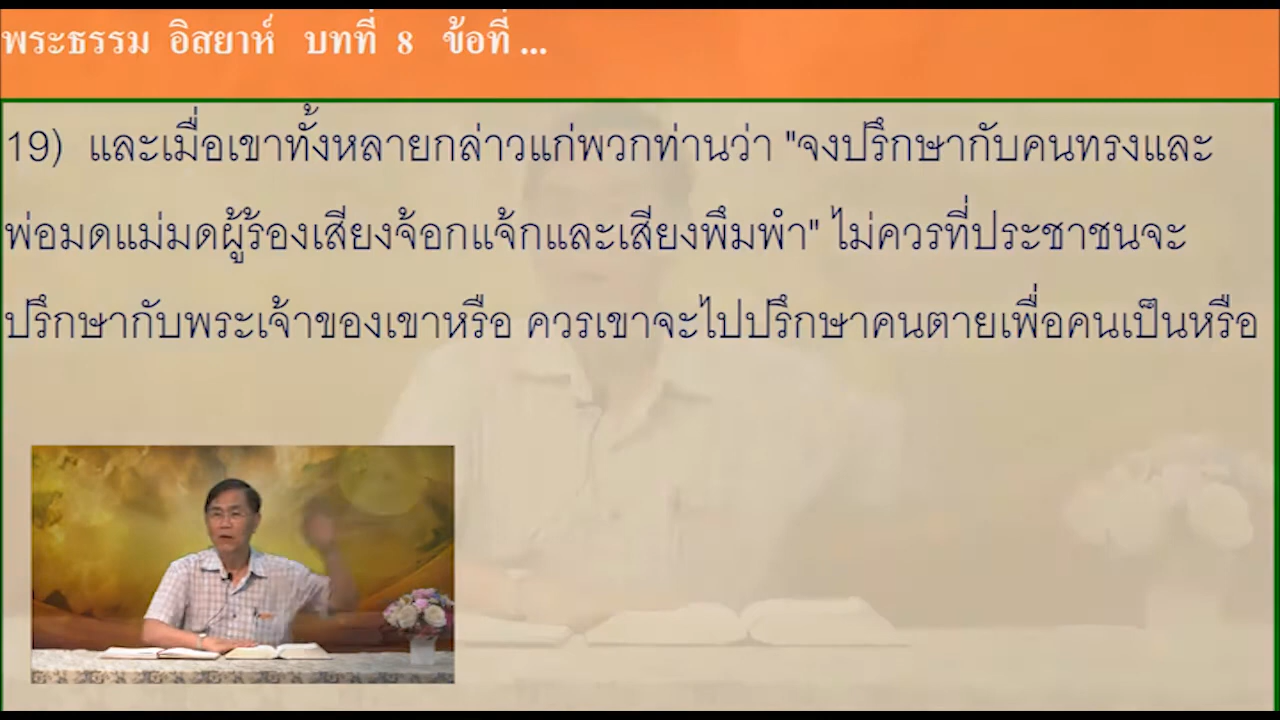 พระธรรม อิสยาห์ บทที่ 8 ข้อที่ ...
19) และเมื่อเขาทั้งหลายกล่าวแก่พวกท่านว่า "จงปรึกษากับคนทรงและ
พ่อมดแม่มดผู้ร้องเสียงจ้อกแจ้กและเสียงพึมพำ" ไม่ควรที่ประชาชนจะ
ปรึกษากับพระเจ้าของเขาหรือ ควรเขาจะไปปรึกษาคนตายเพื่อคนเป็นหรือ